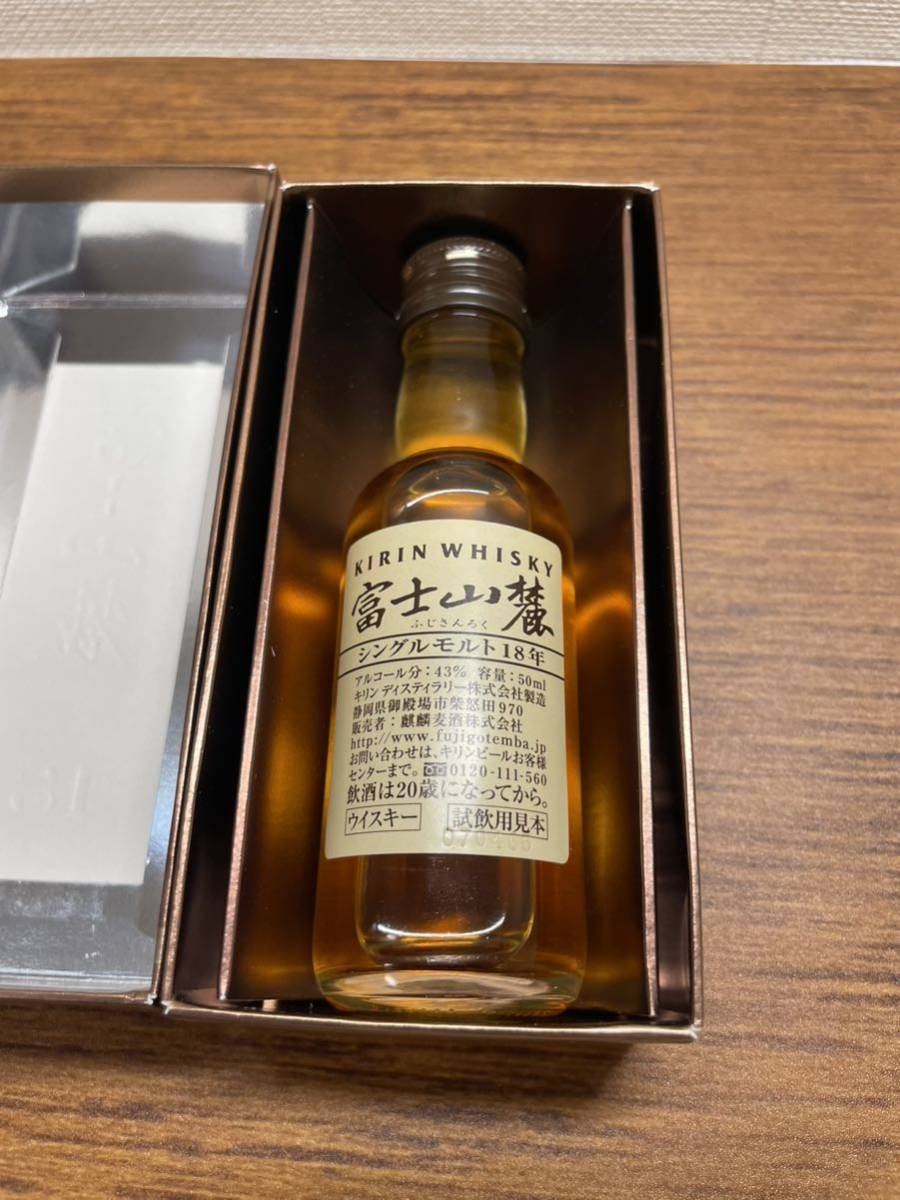 KIRIN WHISKY
富士山麓
ふじさんろく
シングルモルト18年
アルコール分：43% 容量：50ml
キリンディスティラリー株式会社製造
静岡県御殿場市柴怒田970
販売者：麒麟麦酒株式会社
http://www.fujigotemba.jp
お問い合わせは、キリンビールお客様
センターまで。0120-111-560
飲酒は20歳になってから。
ウイスキー 試飲用見本